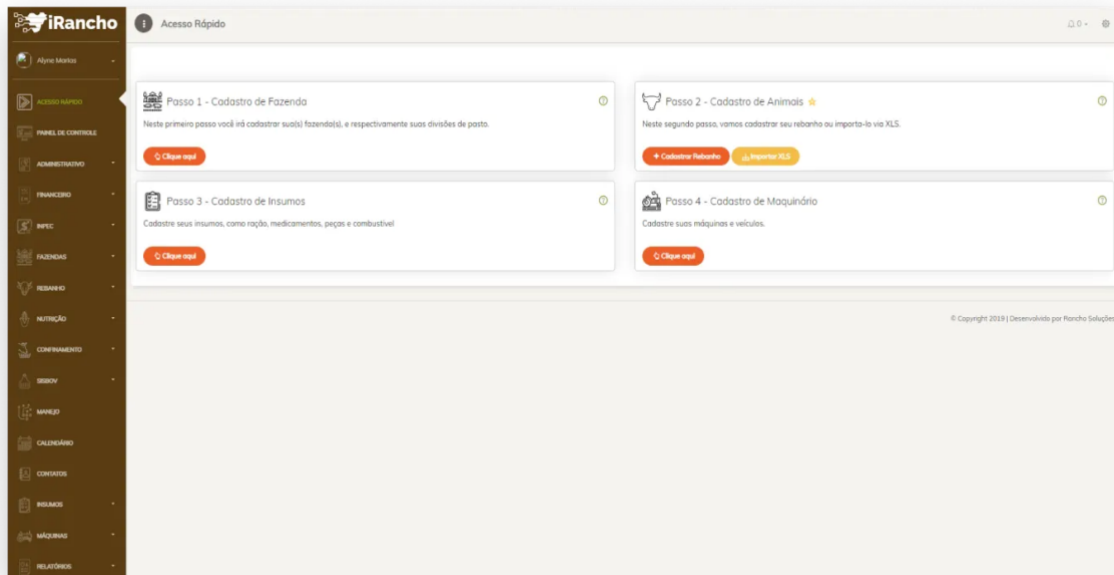 iRancho
Acesso Rápido
0
Alyne Martas
ACESSO RÁPIDO
PAINEL DE CONTROLE
ADMINISTRATIVO
FINANCEIRO
INPEC
FAZENDAS
REBANHO
NUTRIÇÃO
CONFINAMENTO
SISBOV
MANEJO
CALENDÁRIO
CONTATOS
INSUMOS
MÁQUINAS
RELATÓRIOS
Passo 1 - Cadastro de Fazenda
Neste primeiro passo você irá cadastrar sua(s) fazenda(s), e respectivamente suas divisões de pasto.
Clique aqui
Passo 2 - Cadastro de Animais
Neste segundo passo, vamos cadastrar seu rebanho ou importa-lo via XLS.
+ Cadastrar Rebanho
Importar XLS
Passo 3 - Cadastro de Insumos
Cadastre seus insumos, como ração, medicamentos, peças e combustível
Clique aqui
Passo 4 - Cadastro de Maquinário
Cadastre suas máquinas e veículos.
Clique aqui
© Copyright 2019 | Desenvolvido por Rancho Soluções